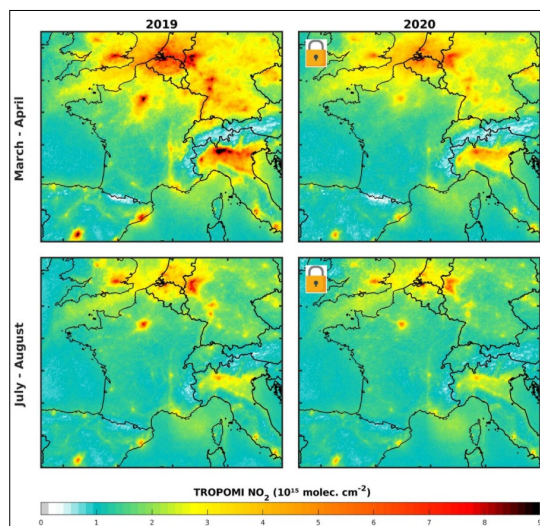 2019
2020
March - April
July - August
TROPOMI NO₂ (10¹⁵ molec. cm⁻²)
0 1 2 3 4 5 6 7 8 9